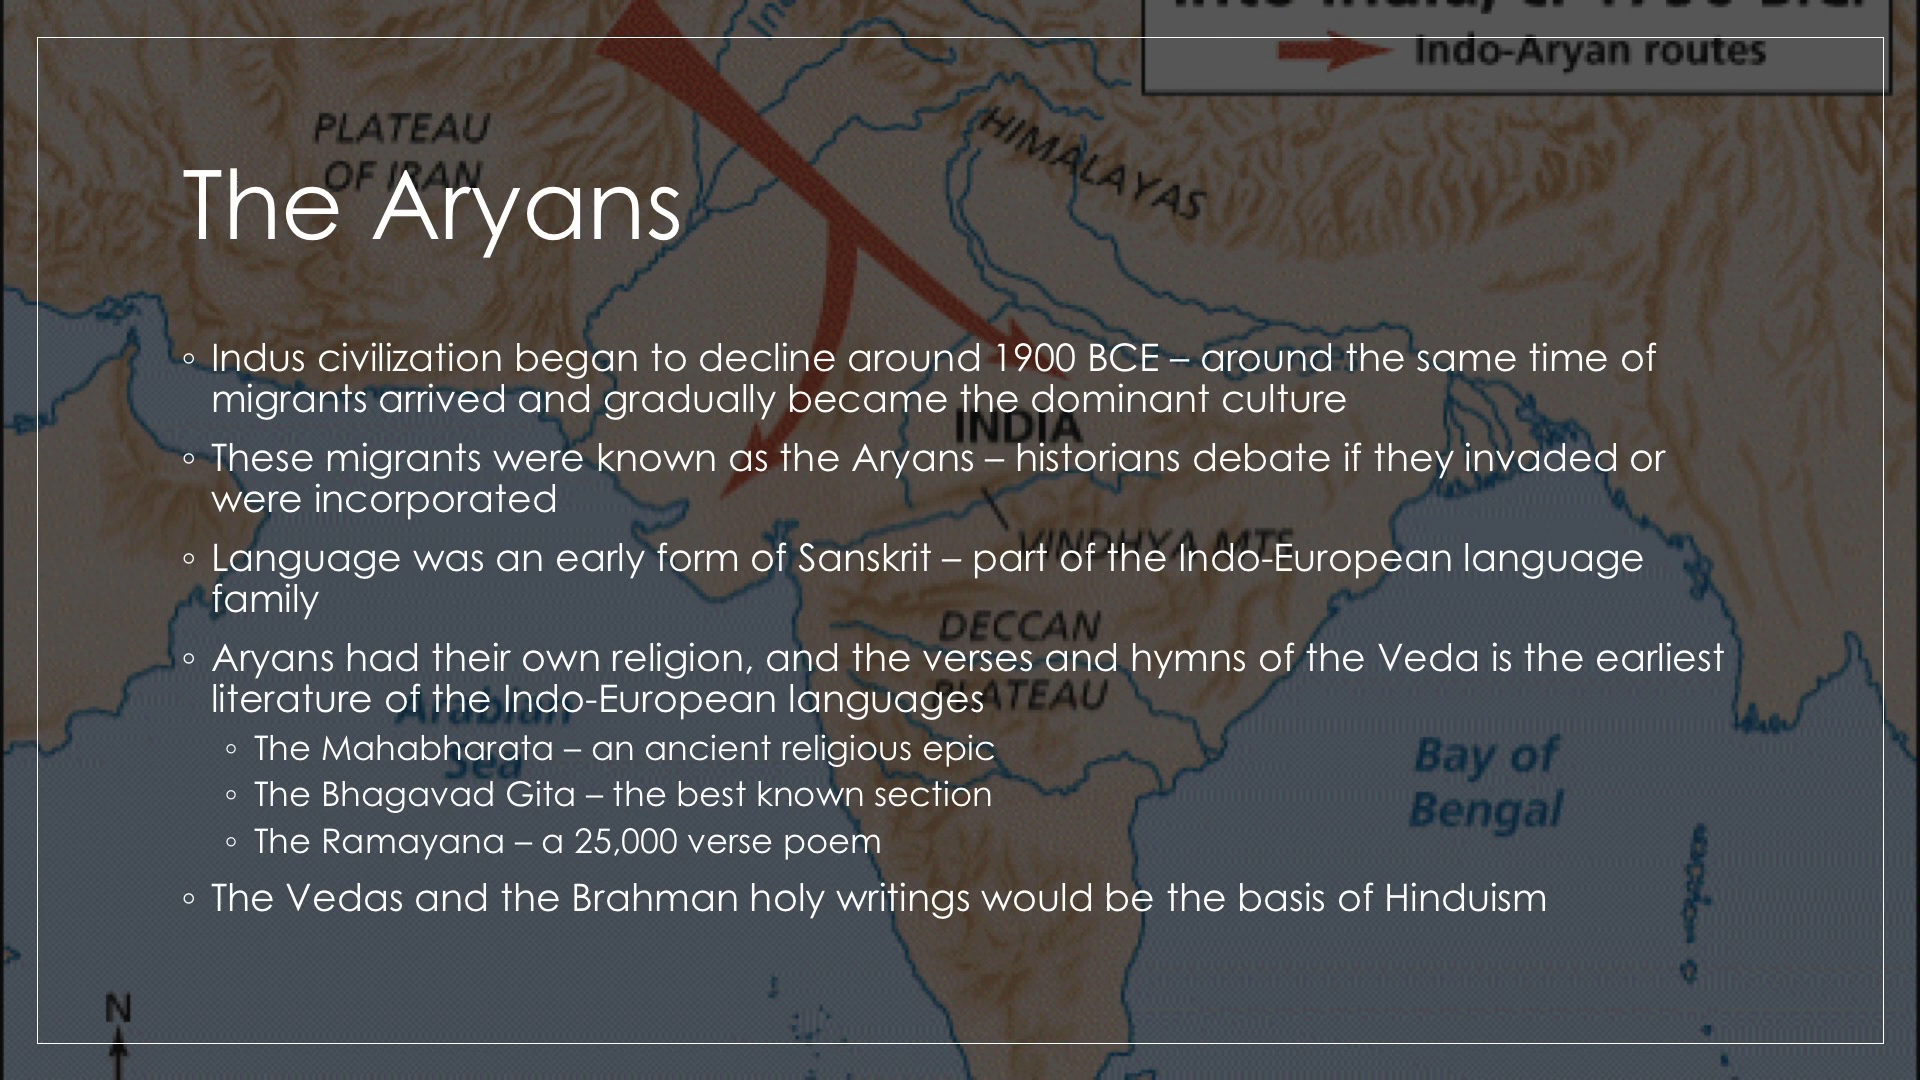 Indo-Aryan routes
PLATEAU
OF IRAN
HIMALAYAS
The Aryans
◦ Indus civilization began to decline around 1900 BCE – around the same time of
migrants arrived and gradually became the dominant culture
INDIA
◦ These migrants were known as the Aryans – historians debate if they invaded or
were incorporated
VINDHYA MTS
◦ Language was an early form of Sanskrit – part of the Indo-European language
family
DECCAN
PLATEAU
◦ Aryans had their own religion, and the verses and hymns of the Veda is the earliest
literature of the Indo-European languages
Arabian
Sea
◦ The Mahabharata – an ancient religious epic
◦ The Bhagavad Gita – the best known section
◦ The Ramayana – a 25,000 verse poem
Bay of
Bengal
◦ The Vedas and the Brahman holy writings would be the basis of Hinduism
N